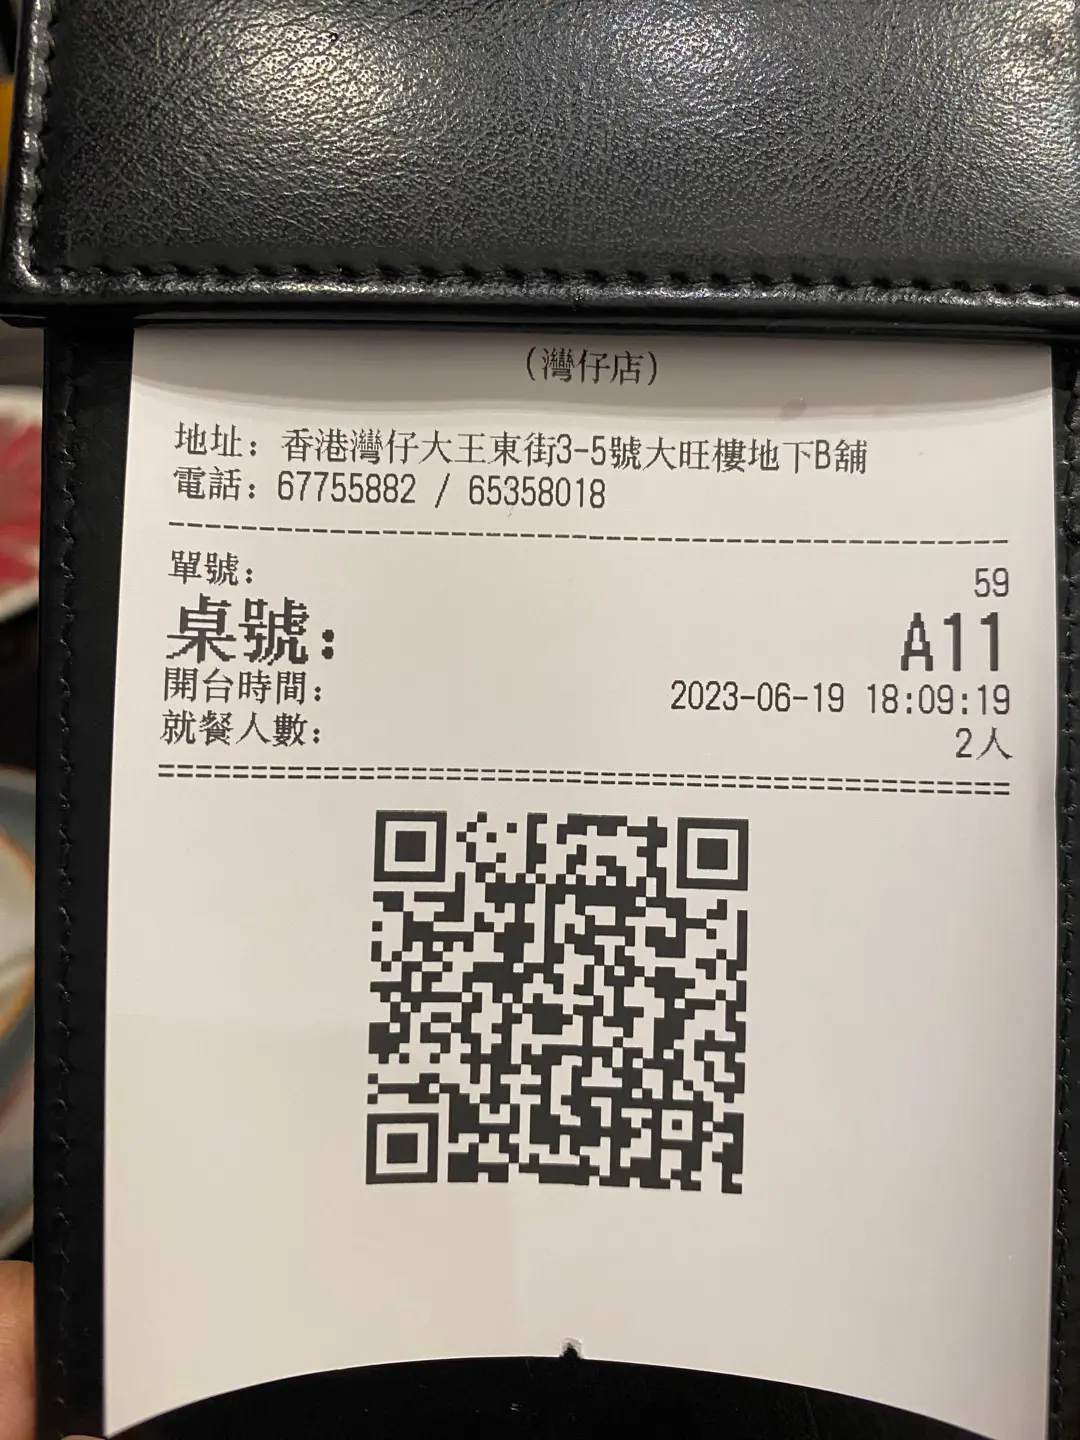 (灣仔店)
地址：香港灣仔大王東街3-5號大旺樓地下B舖
電話：67755882 / 65358018
單號： 59
桌號： A11
開台時間： 2023-06-19 18:09:19
就餐人數： 2人